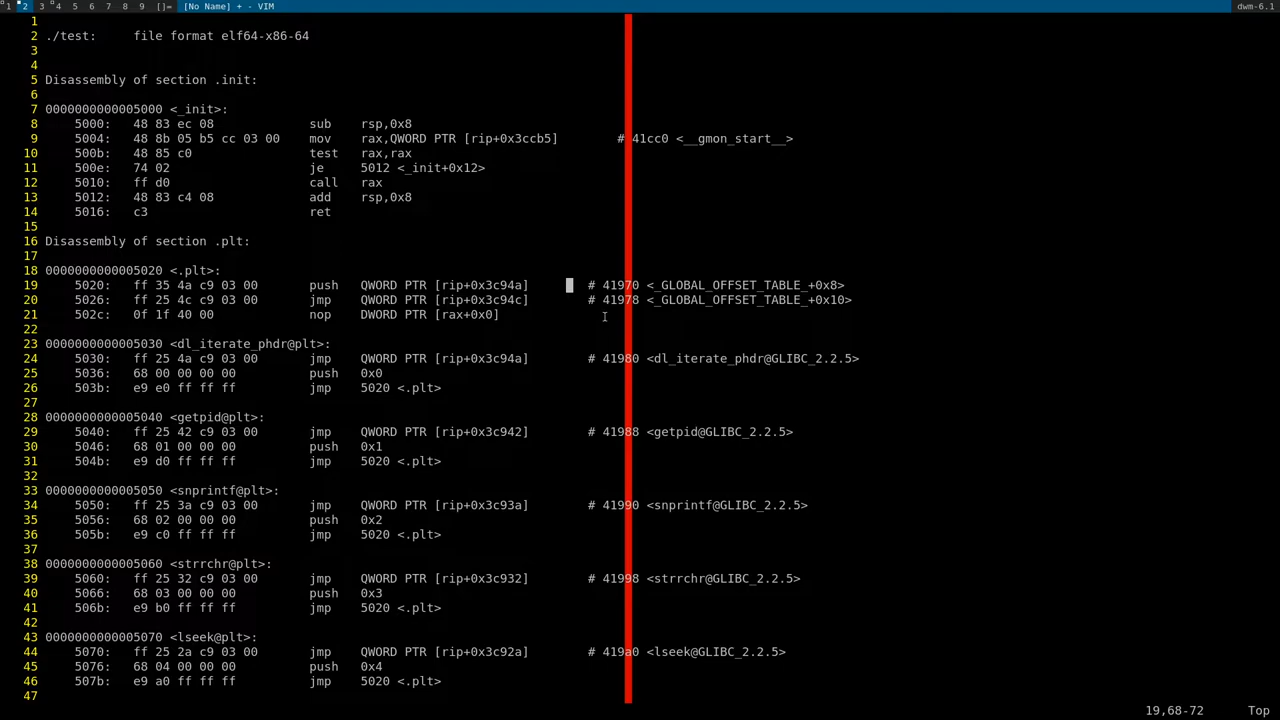 1 2 3 4 5 6 7 8 9 []= [No Name] + - VIM dwm-6.1
1
2 ./test:     file format elf64-x86-64
3
4
5 Disassembly of section .init:
6
7 0000000000005000 <_init>:
8     5000:   48 83 ec 08             sub    rsp,0x8
9     5004:   48 8b 05 b5 cc 03 00    mov    rax,QWORD PTR [rip+0x3ccb5]        # 41cc0 <__gmon_start__>
10     500b:   48 85 c0                test   rax,rax
11     500e:   74 02                   je     5012 <_init+0x12>
12     5010:   ff d0                   call   rax
13     5012:   48 83 c4 08             add    rsp,0x8
14     5016:   c3                      ret
15
16 Disassembly of section .plt:
17
18 0000000000005020 <.plt>:
19     5020:   ff 35 4a c9 03 00       push   QWORD PTR [rip+0x3c94a]        # 41970 <_GLOBAL_OFFSET_TABLE_+0x8>
20     5026:   ff 25 4c c9 03 00       jmp    QWORD PTR [rip+0x3c94c]        # 41978 <_GLOBAL_OFFSET_TABLE_+0x10>
21     502c:   0f 1f 40 00             nop    DWORD PTR [rax+0x0]
22
23 0000000000005030 <dl_iterate_phdr@plt>:
24     5030:   ff 25 4a c9 03 00       jmp    QWORD PTR [rip+0x3c94a]        # 41980 <dl_iterate_phdr@GLIBC_2.2.5>
25     5036:   68 00 00 00 00          push   0x0
26     503b:   e9 e0 ff ff ff          jmp    5020 <.plt>
27
28 0000000000005040 <getpid@plt>:
29     5040:   ff 25 42 c9 03 00       jmp    QWORD PTR [rip+0x3c942]        # 41988 <getpid@GLIBC_2.2.5>
30     5046:   68 01 00 00 00          push   0x1
31     504b:   e9 d0 ff ff ff          jmp    5020 <.plt>
32
33 0000000000005050 <snprintf@plt>:
34     5050:   ff 25 3a c9 03 00       jmp    QWORD PTR [rip+0x3c93a]        # 41990 <snprintf@GLIBC_2.2.5>
35     5056:   68 02 00 00 00          push   0x2
36     505b:   e9 c0 ff ff ff          jmp    5020 <.plt>
37
38 0000000000005060 <strrchr@plt>:
39     5060:   ff 25 32 c9 03 00       jmp    QWORD PTR [rip+0x3c932]        # 41998 <strrchr@GLIBC_2.2.5>
40     5066:   68 03 00 00 00          push   0x3
41     506b:   e9 b0 ff ff ff          jmp    5020 <.plt>
42
43 0000000000005070 <lseek@plt>:
44     5070:   ff 25 2a c9 03 00       jmp    QWORD PTR [rip+0x3c92a]        # 419a0 <lseek@GLIBC_2.2.5>
45     5076:   68 04 00 00 00          push   0x4
46     507b:   e9 a0 ff ff ff          jmp    5020 <.plt>
47
19,68-72 Top